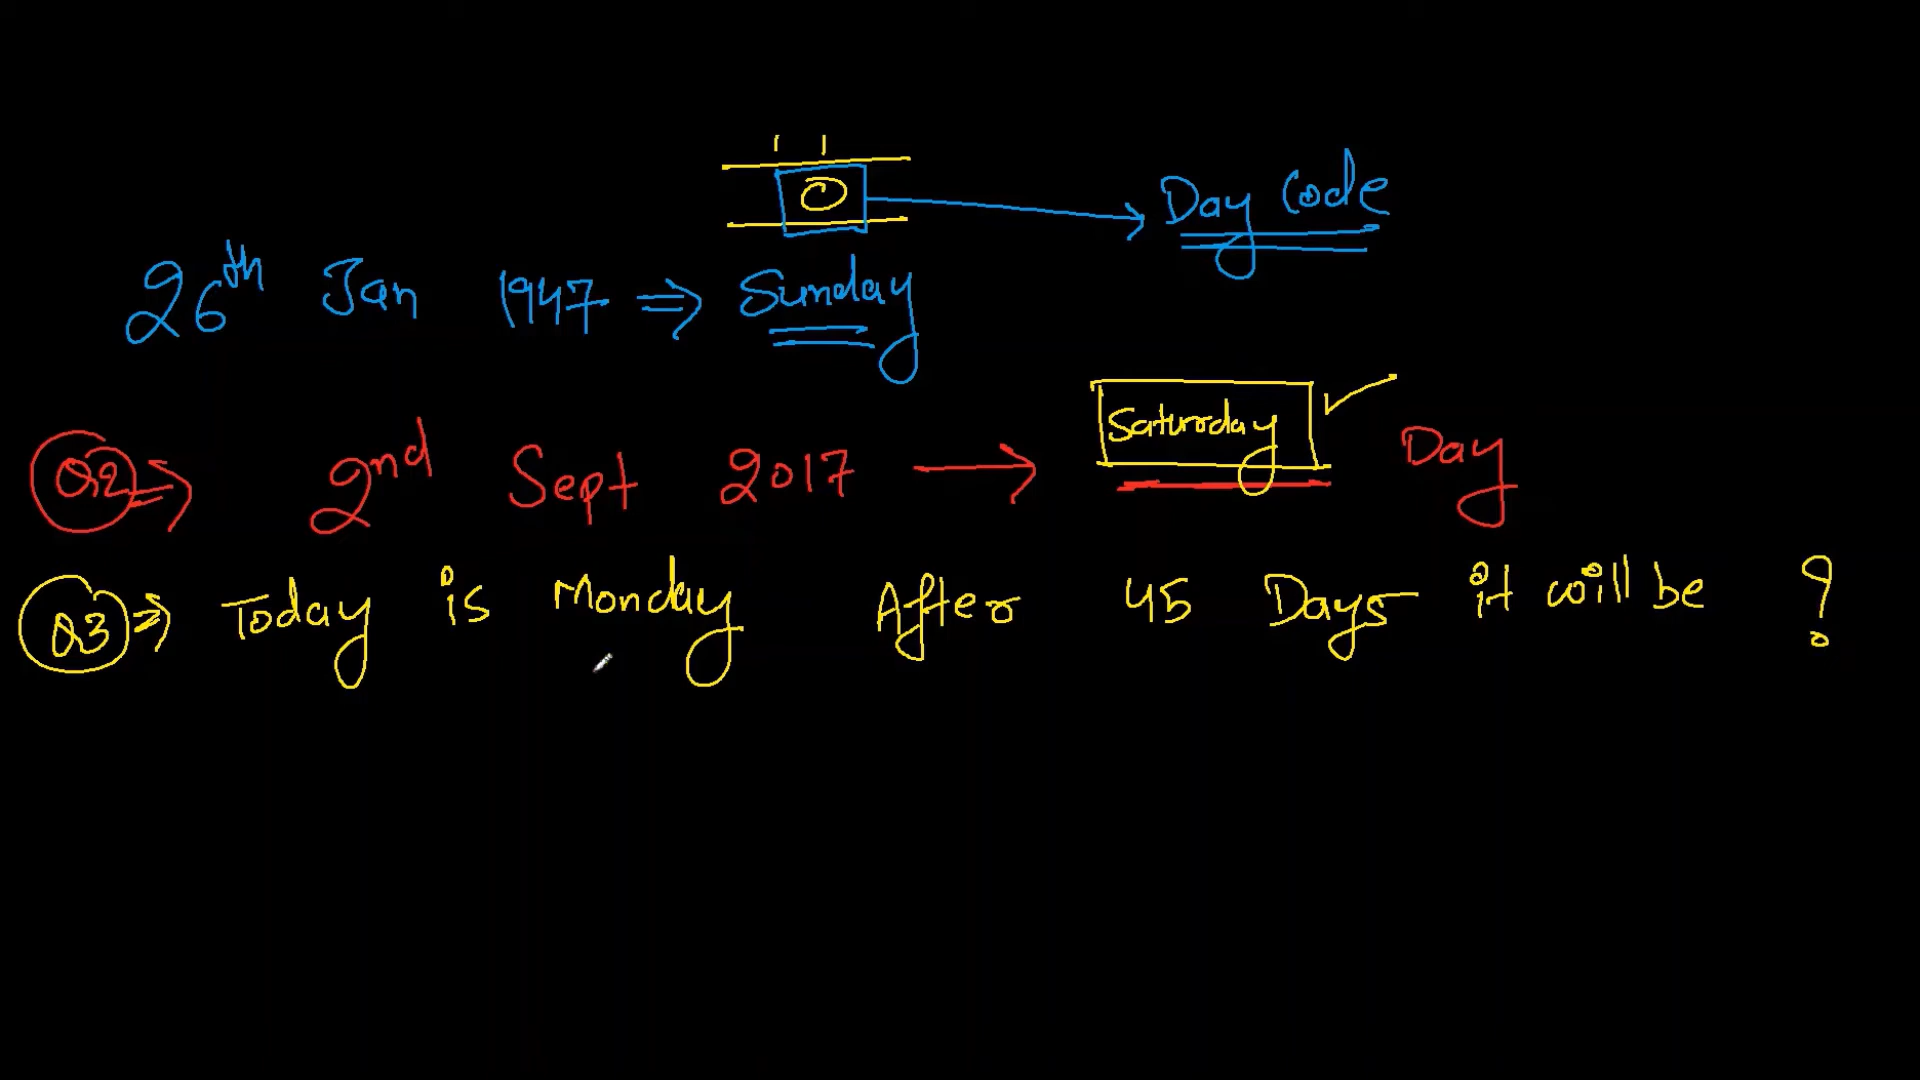 0 Day Code
26th Jan 1947 ⇒ Sunday
Q2 ⇒ 2nd Sept 2017 → Saturday ✓ Day
Q3 ⇒ Today is Monday After 45 Days it will be ?